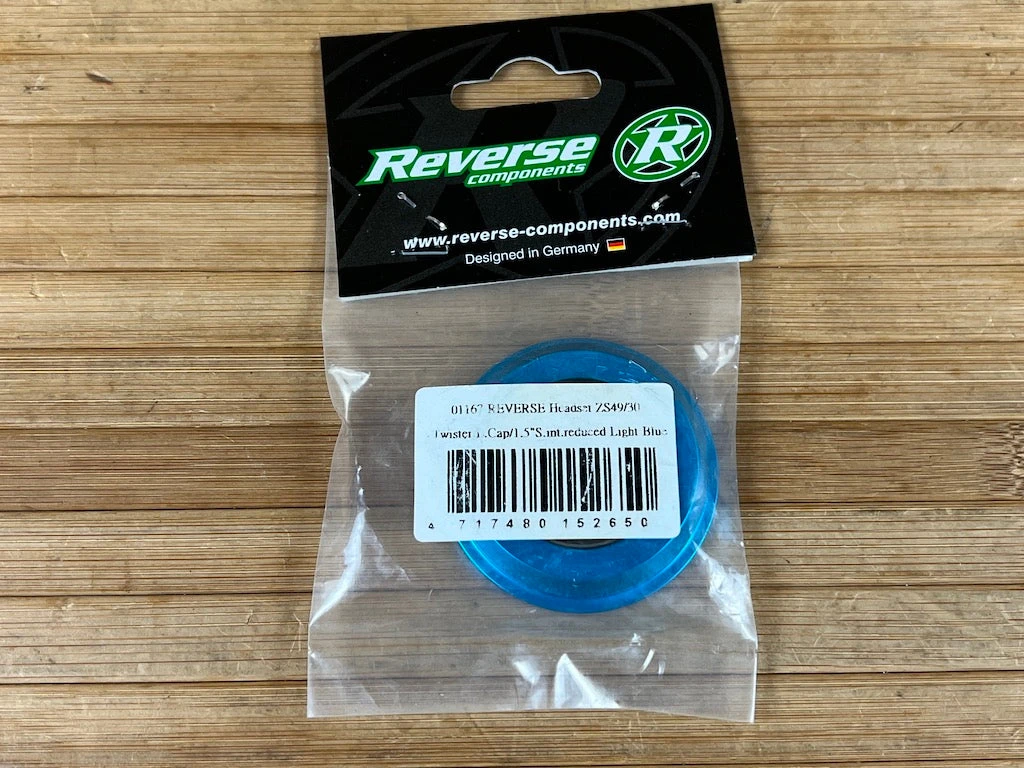 Reverse
components
R
www.reverse-components.com
Designed in Germany
01167 REVERSE Headset ZS49/30
Twister Cap/1.5"S.int.reduced Light Blue
4 717480 152650